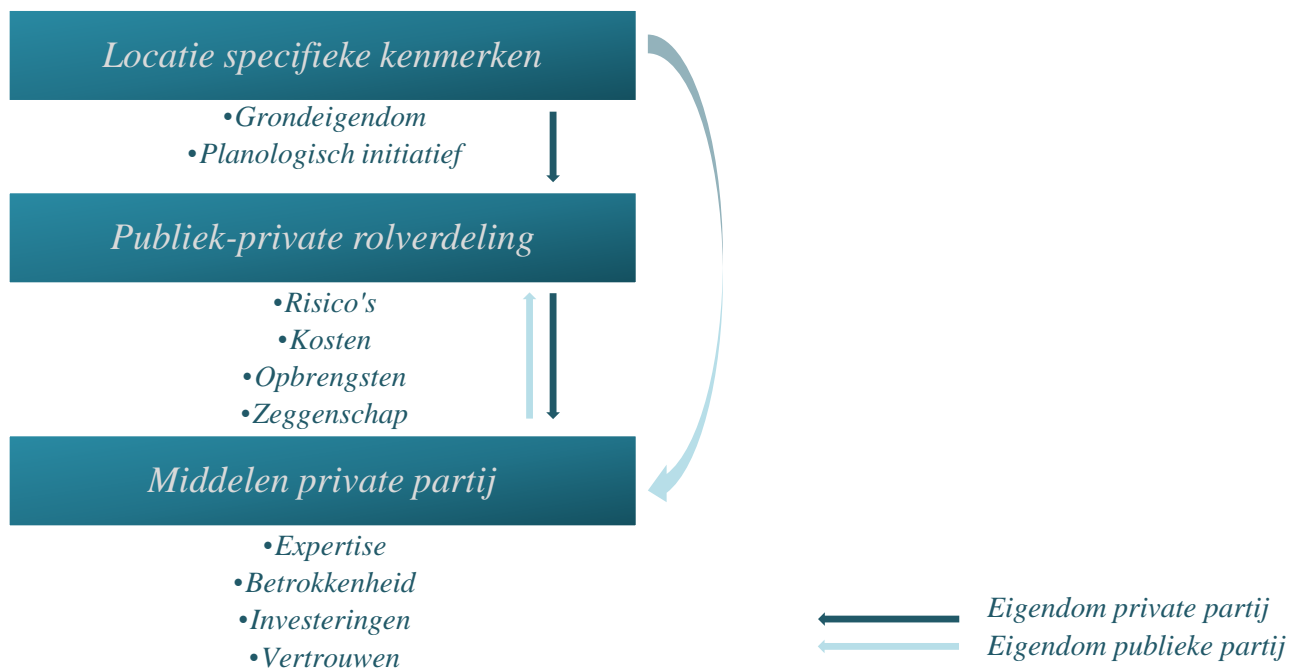 Locatie specifieke kenmerken
•Grondeigendom
•Planologisch initiatief
Publiek-private rolverdeling
•Risico's
•Kosten
•Opbrengsten
•Zeggenschap
Middelen private partij
•Expertise
•Betrokkenheid
•Investeringen
•Vertrouwen
Eigendom private partij
Eigendom publieke partij